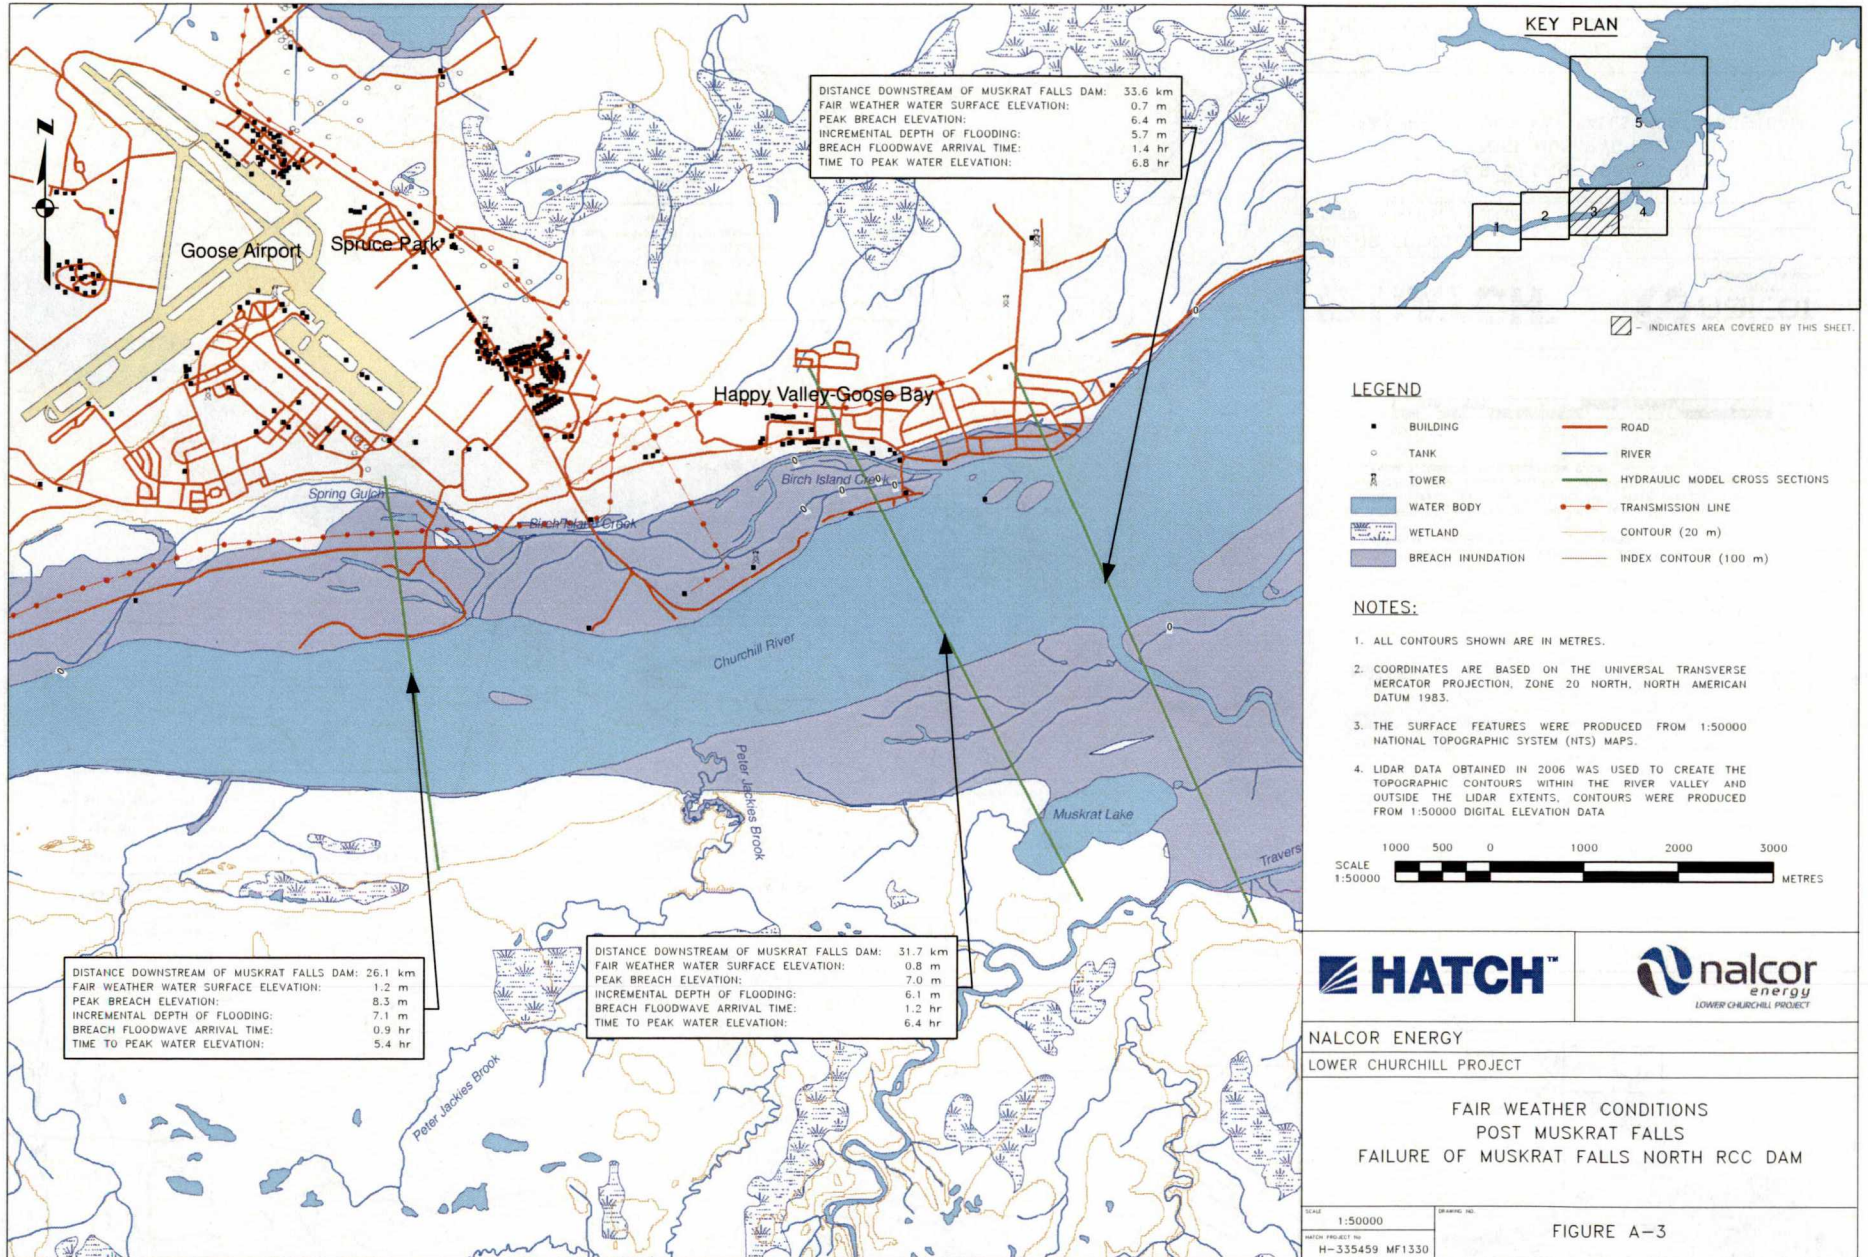 KEY PLAN
5
3
2
4
1
- INDICATES AREA COVERED BY THIS SHEET.
DISTANCE DOWNSTREAM OF MUSKRAT FALLS DAM: 33.6 km
FAIR WEATHER WATER SURFACE ELEVATION: 0.7 m
PEAK BREACH ELEVATION: 6.4 m
INCREMENTAL DEPTH OF FLOODING: 5.7 m
BREACH FLOODWAVE ARRIVAL TIME: 1.4 hr
TIME TO PEAK WATER ELEVATION: 6.8 hr
N
Goose Airport
Spruce Park
Happy Valley-Goose Bay
Spring Gulch
Birch Island Creek
Birch Island Creek
0
0
0
0
0
0
0
0
Churchill River
Peter Jackies Brook
Muskrat Lake
Travers
Peter Jackies Brook
DISTANCE DOWNSTREAM OF MUSKRAT FALLS DAM: 26.1 km
FAIR WEATHER WATER SURFACE ELEVATION: 1.2 m
PEAK BREACH ELEVATION: 8.3 m
INCREMENTAL DEPTH OF FLOODING: 7.1 m
BREACH FLOODWAVE ARRIVAL TIME: 0.9 hr
TIME TO PEAK WATER ELEVATION: 5.4 hr
DISTANCE DOWNSTREAM OF MUSKRAT FALLS DAM: 31.7 km
FAIR WEATHER WATER SURFACE ELEVATION: 0.8 m
PEAK BREACH ELEVATION: 7.0 m
INCREMENTAL DEPTH OF FLOODING: 6.1 m
BREACH FLOODWAVE ARRIVAL TIME: 1.2 hr
TIME TO PEAK WATER ELEVATION: 6.4 hr
LEGEND
BUILDING
TANK
TOWER
WATER BODY
WETLAND
BREACH INUNDATION
ROAD
RIVER
HYDRAULIC MODEL CROSS SECTIONS
TRANSMISSION LINE
CONTOUR (20 m)
INDEX CONTOUR (100 m)
NOTES:
1. ALL CONTOURS SHOWN ARE IN METRES.
2. COORDINATES ARE BASED ON THE UNIVERSAL TRANSVERSE
MERCATOR PROJECTION, ZONE 20 NORTH, NORTH AMERICAN
DATUM 1983.
3. THE SURFACE FEATURES WERE PRODUCED FROM 1:50000
NATIONAL TOPOGRAPHIC SYSTEM (NTS) MAPS.
4. LIDAR DATA OBTAINED IN 2006 WAS USED TO CREATE THE
TOPOGRAPHIC CONTOURS WITHIN THE RIVER VALLEY AND
OUTSIDE THE LIDAR EXTENTS, CONTOURS WERE PRODUCED
FROM 1:50000 DIGITAL ELEVATION DATA
1000 500 0 1000 2000 3000
SCALE
1:50000
METRES
HATCH™
nalcor
energy
LOWER CHURCHILL PROJECT
NALCOR ENERGY
LOWER CHURCHILL PROJECT
FAIR WEATHER CONDITIONS
POST MUSKRAT FALLS
FAILURE OF MUSKRAT FALLS NORTH RCC DAM
SCALE
1:50000
HATCH PROJECT No
H-335459 MF1330
DRAWING NO.
FIGURE A-3